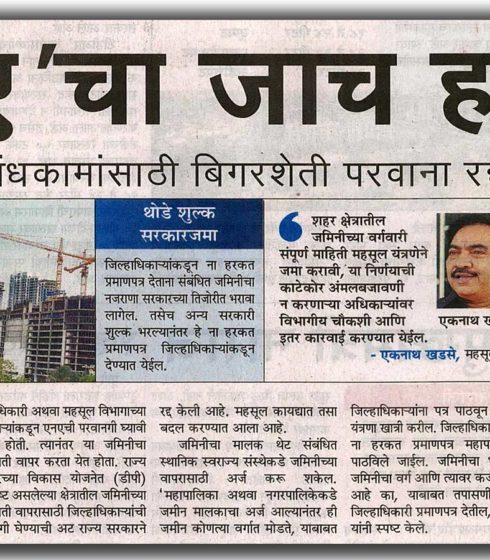 'चा जाच ह
बिगरशेती परवाना
थोडे शुल्क
सरकारजमा
जिल्हाधिकाऱ्यांकडून ना हरकत
प्रमाणपत्र देताना संबंधित जमिनीचा
नजराणा सरकारच्या तिजोरीत भरावा
लागेल. तसेच अन्य सरकारी
शुल्क भरल्यानंतर हे ना हरकत
प्रमाणपत्र जिल्हाधिकाऱ्यांकडून
देण्यात येईल.
शहर क्षेत्रातील
जमिनीच्या वर्गवारी
संपूर्ण माहिती महसूल यंत्रणेने
जमा करावी, या निर्णयाची
काटेकोर अंमलबजावणी
न करणाऱ्या अधिकाऱ्यांवर
विभागीय चौकशी आणि
इतर कारवाई करण्यात येईल.
- एकनाथ खडसे, महसू
एकनाथ ख
धिकारी अथवा महसूल विभागाच्या
ऱ्यांकडून एनएची परवानगी घ्यावी
होती. त्यानंतर या जमिनीचा
ती वापर करता येत होता. राज्य
च्या विकास योजनेत (डीपी)
ष्ट असलेल्या क्षेत्रातील जमिनीच्या
ती वापरासाठी जिल्हाधिकाऱ्यांची
गी घेण्याची अट राज्य सरकारने
रद्द केली आहे. महसूल कायद्यात तसा
बदल करण्यात आला आहे.
जमिनीचा मालक थेट संबंधित
स्थानिक स्वराज्य संस्थेकडे जमिनीच्या
वापरासाठी अर्ज करू शकेल.
'महापालिका अथवा नगरपालिकेकडे
जमीन मालकाचा अर्ज आल्यानंतर ही
जमीन कोणत्या वर्गात मोडते, याबाबत
जिल्हाधिकाऱ्यांना पत्र पाठवून
यंत्रणा खात्री करील. जिल्हाधिका
ना हरकत प्रमाणपत्र महाप
पाठविले जाईल. जमिनीचा
जमिनीचा वर्ग आणि त्यावर कज
आहे का, याबाबत तपासणी
जिल्हाधिकारी प्रमाणपत्र देतील,
यांनी स्पष्ट केले.